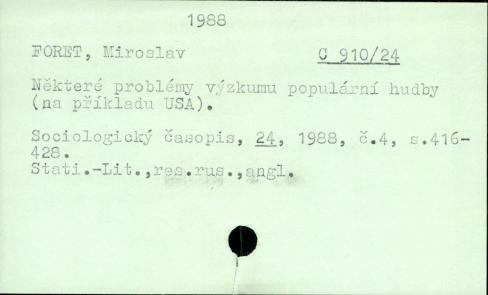 1988
FORET, Miroslav C 910/24
Některé problémy výzkumu populární hudby
(na příkladu USA).
Sociologický časopis, 24, 1988, č.4, s.416-
428.
Stati.-Lit.,res.rus.,angl.